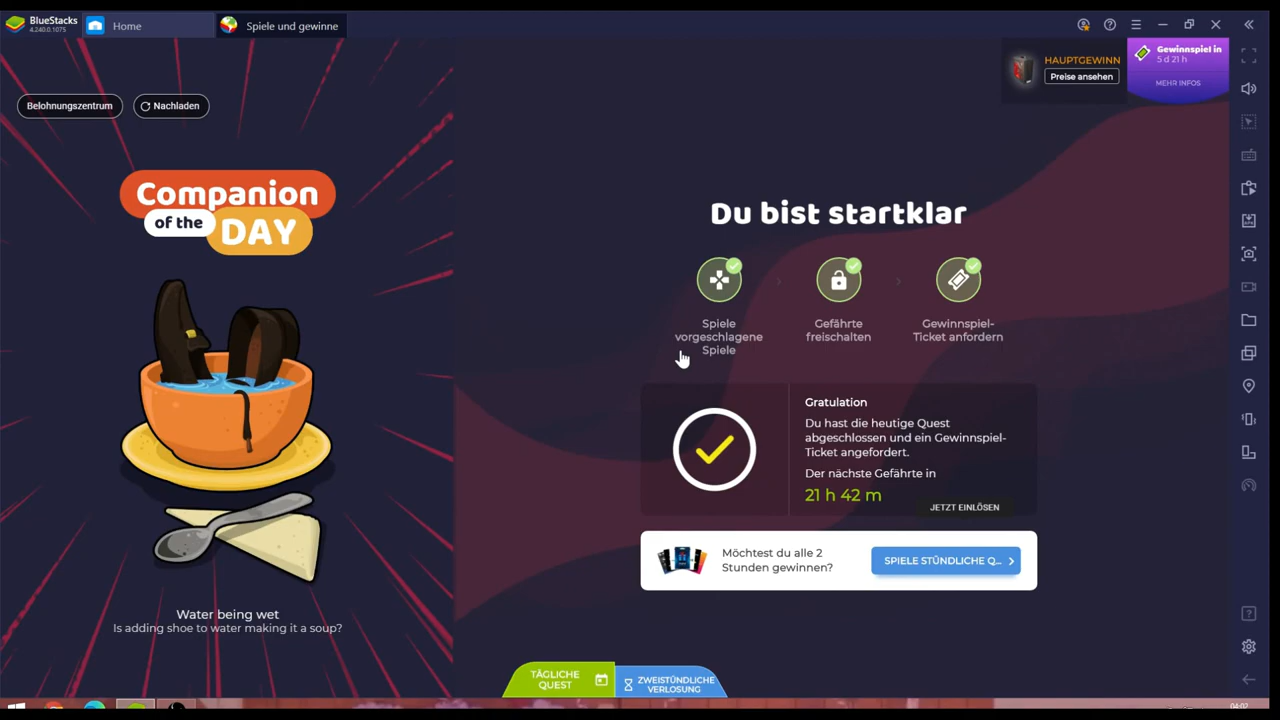 BlueStacks
4.240.0.1075
Home
Spiele und gewinne
HAUPTGEWINN
Preise ansehen
Gewinnspiel in
5 d 21 h
MEHR INFOS
Belohnungszentrum
Nachladen
Companion
of the
DAY
Water being wet
Is adding shoe to water making it a soup?
Du bist startklar
Spiele
vorgeschlagene
Spiele
Gefährte
freischalten
Gewinnspiel-
Ticket anfordern
Gratulation
Du hast die heutige Quest
abgeschlossen und ein Gewinnspiel-
Ticket angefordert.
Der nächste Gefährte in
21 h 42 m
JETZT EINLÖSEN
Möchtest du alle 2
Stunden gewinnen?
SPIELE STÜNDLICHE Q...
TÄGLICHE
QUEST
ZWEISTÜNDLICHE
VERLOSUNG
04:02